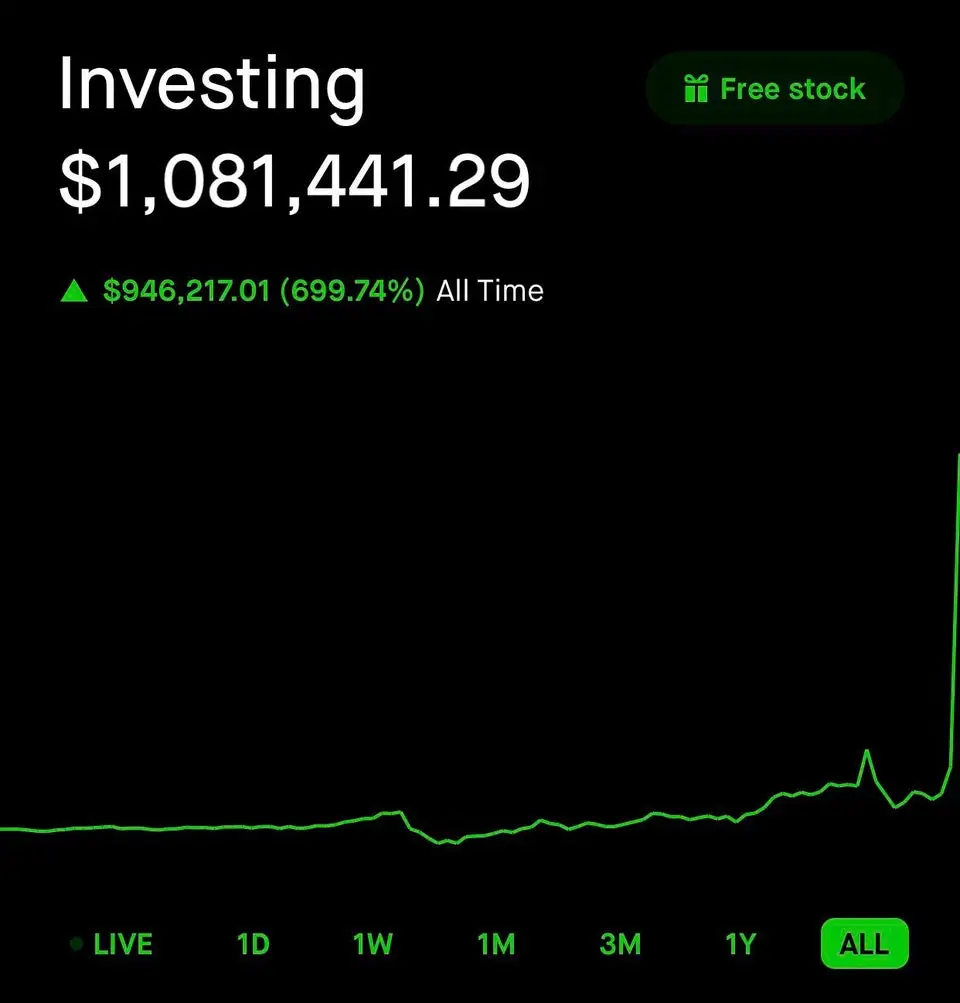 Investing
Free stock
$1,081,441.29
▲ $946,217.01 (699.74%) All Time
LIVE 1D 1W 1M 3M 1Y ALL